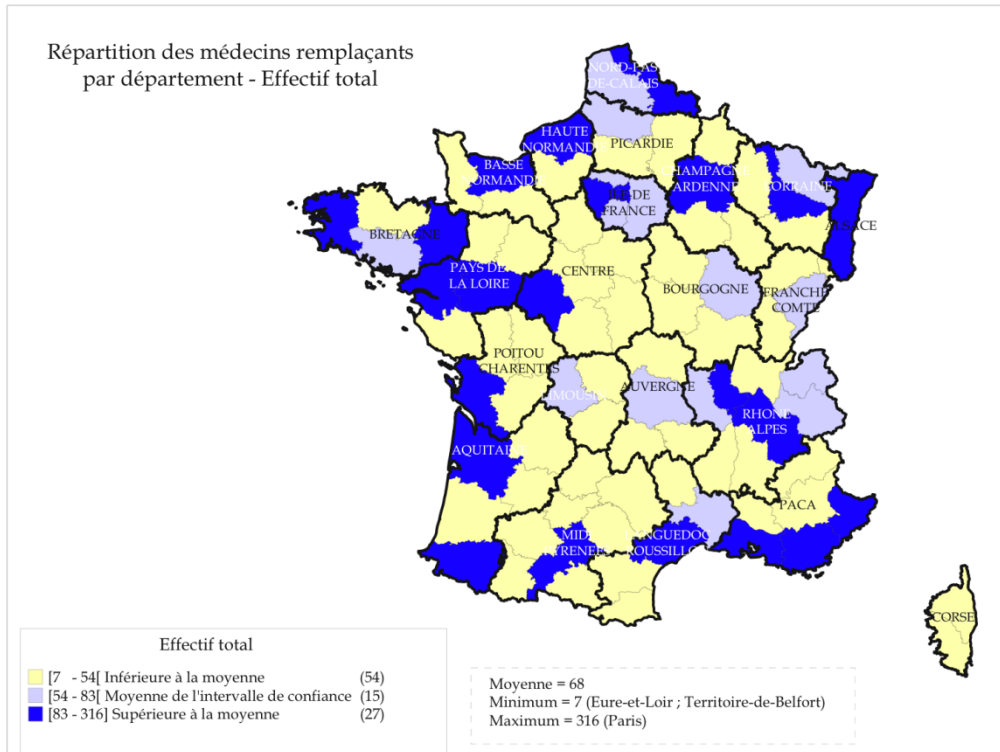 Répartition des médecins remplaçants
par département - Effectif total
NORD-PAS
DE-CALAIS
HAUTE
NORMANDIE
PICARDIE
BASSE
NORMANDIE
CHAMPAGNE
ARDENNE
LORRAINE
ILE-DE
FRANCE
ALSACE
BRETAGNE
PAYS DE
LA LOIRE
CENTRE
BOURGOGNE
FRANCHE
COMTE
POITOU
CHARENTES
LIMOUSIN
AUVERGNE
RHONE
ALPES
AQUITAINE
PACA
MIDI
PYRENEES
LANGUEDOC
ROUSSILLON
CORSE
Effectif total
[7 - 54[ Inférieure à la moyenne (54)
[54 - 83[ Moyenne de l'intervalle de confiance (15)
[83 - 316] Supérieure à la moyenne (27)
Moyenne = 68
Minimum = 7 (Eure-et-Loir ; Territoire-de-Belfort)
Maximum = 316 (Paris)